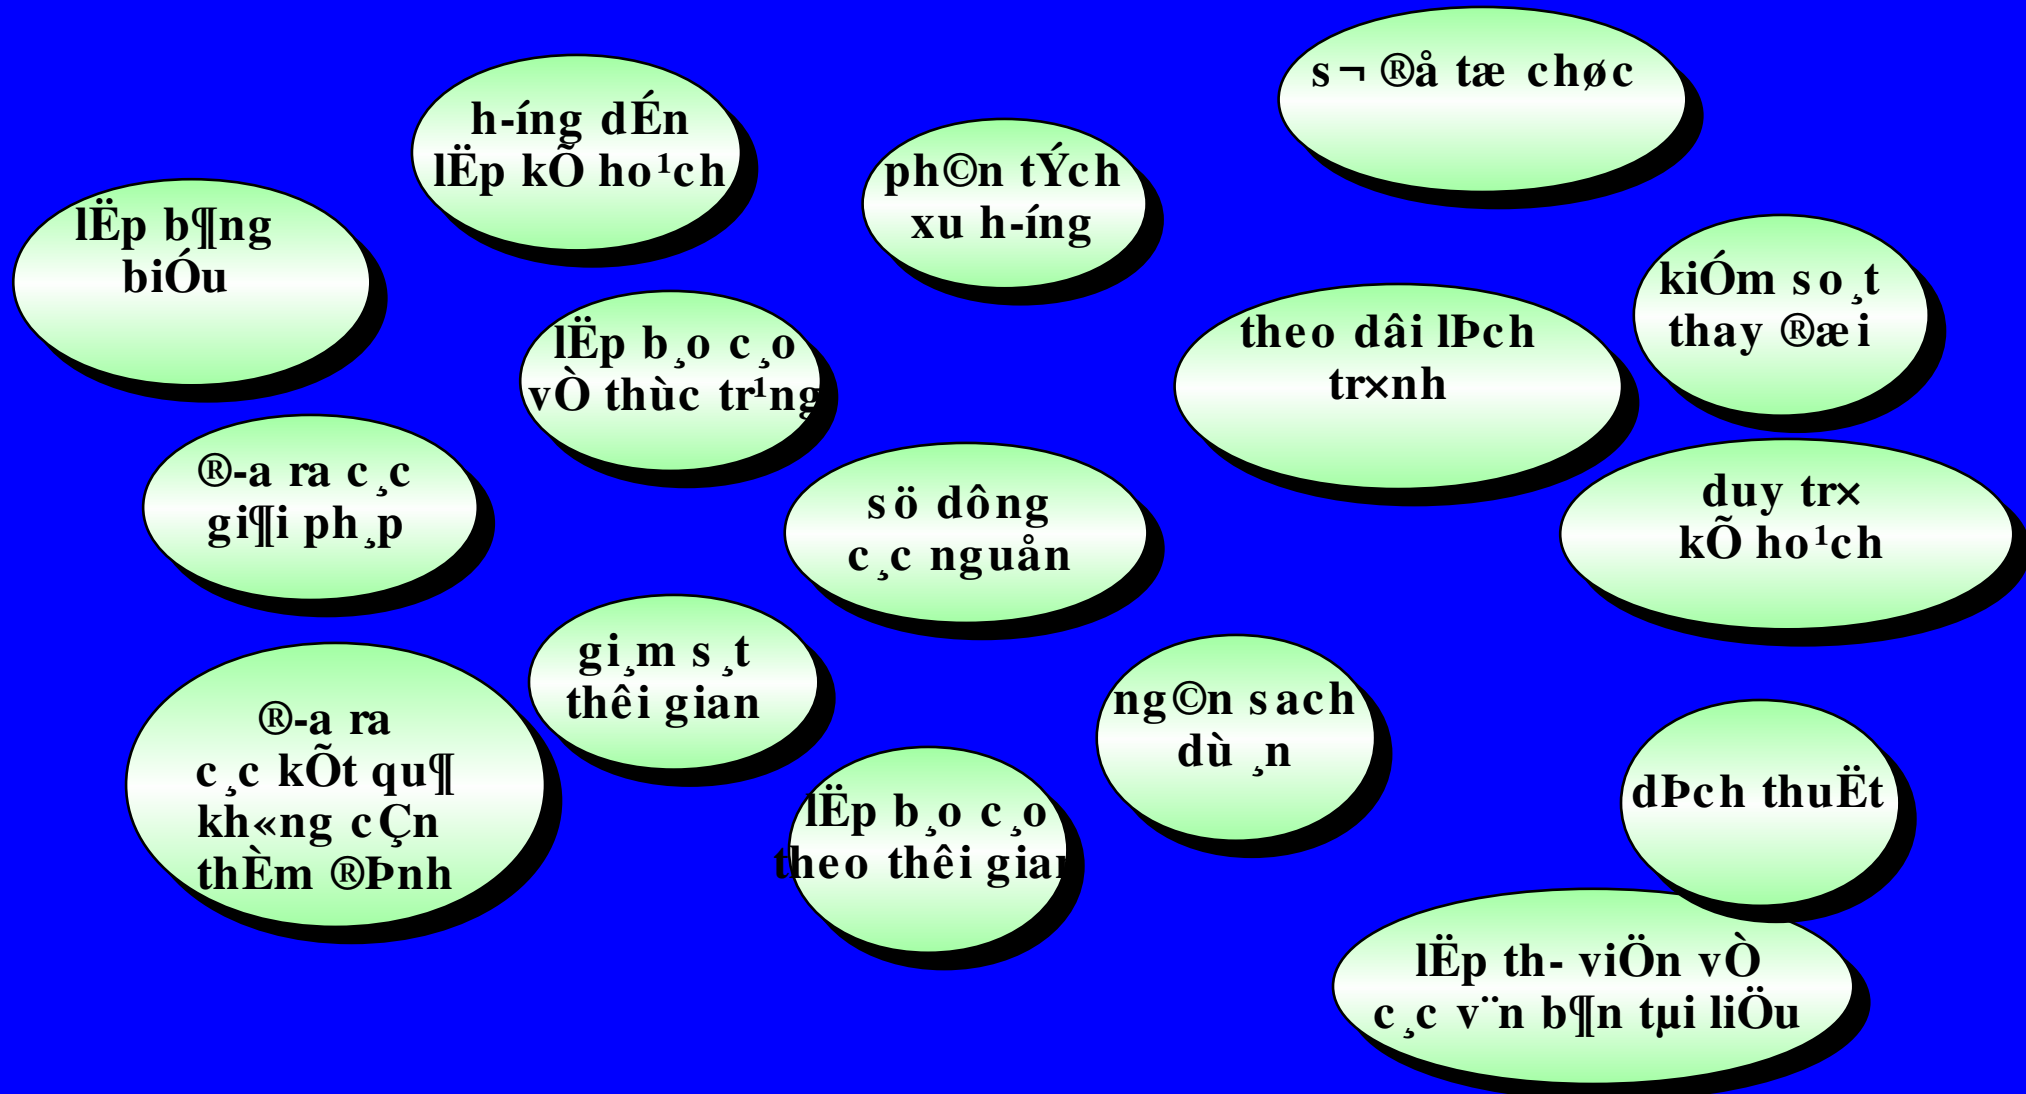 s¬ ®å tæ chøc
h-íng dÉn
lËp kÕ ho¹ch
ph©n tÝch
xu h-íng
lËp b¶ng
biÓu
kiÓm so¸t
thay ®æi
theo dâi lÞch
tr×nh
lËp b¸o c¸o
vÒ thùc tr¹ng
®-a ra c¸c
gi¶i ph¸p
sö dông
c¸c nguån
duy tr×
kÕ ho¹ch
gi¸m s¸t
thêi gian
ng©n sach
dù ¸n
®-a ra
c¸c kÕt qu¶
kh«ng cÇn
thÈm ®Þnh
dÞch thuËt
lËp b¸o c¸o
theo thêi gian
lËp th- viÖn vÒ
c¸c v¨n b¶n tµi liÖu